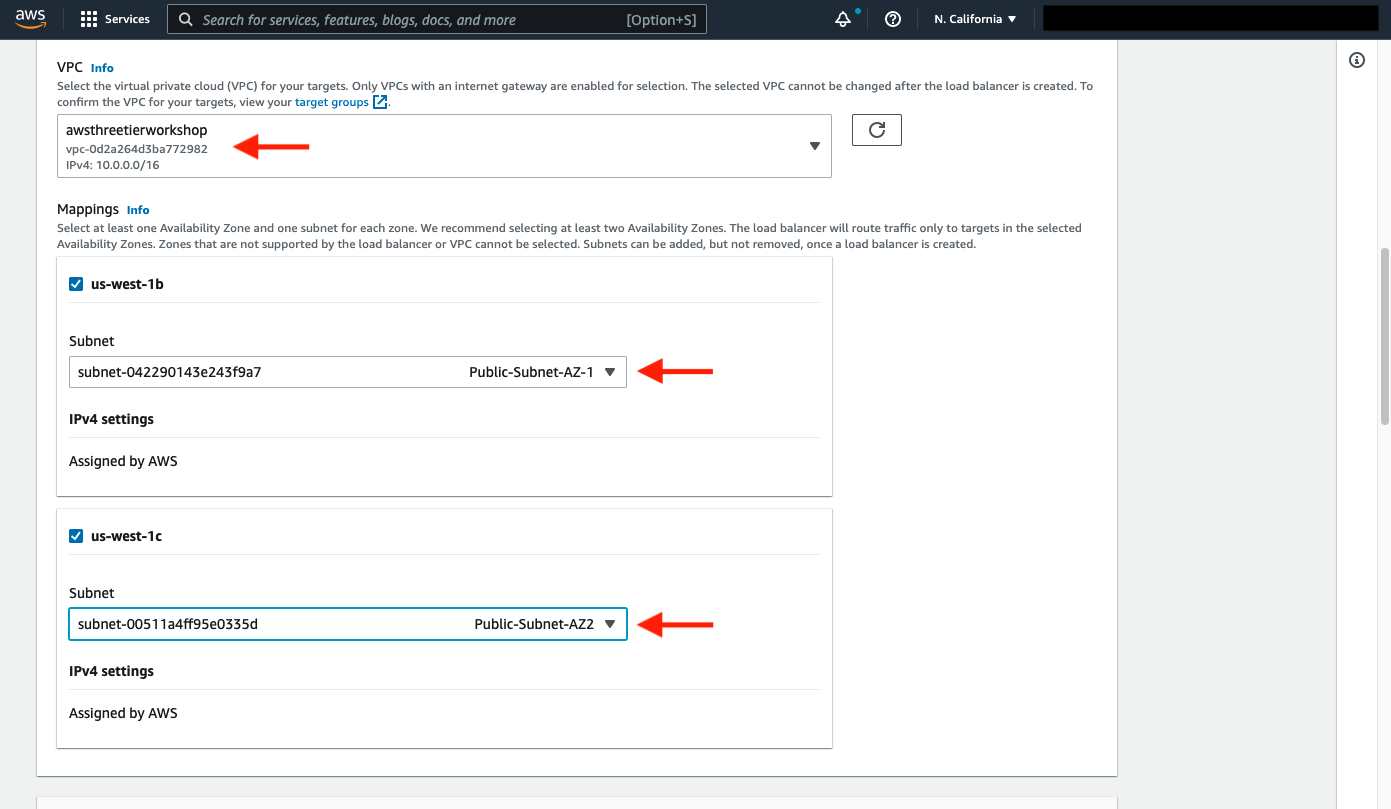 aws
Services
Search for services, features, blogs, docs, and more
[Option+S]
N. California
VPC Info
Select the virtual private cloud (VPC) for your targets. Only VPCs with an internet gateway are enabled for selection. The selected VPC cannot be changed after the load balancer is created. To
confirm the VPC for your targets, view your target groups.
awsthreetierworkshop
vpc-0d2a264d3ba772982
IPv4: 10.0.0.0/16
Mappings Info
Select at least one Availability Zone and one subnet for each zone. We recommend selecting at least two Availability Zones. The load balancer will route traffic only to targets in the selected
Availability Zones. Zones that are not supported by the load balancer or VPC cannot be selected. Subnets can be added, but not removed, once a load balancer is created.
us-west-1b
Subnet
subnet-042290143e243f9a7 Public-Subnet-AZ-1
IPv4 settings
Assigned by AWS
us-west-1c
Subnet
subnet-00511a4ff95e0335d Public-Subnet-AZ2
IPv4 settings
Assigned by AWS